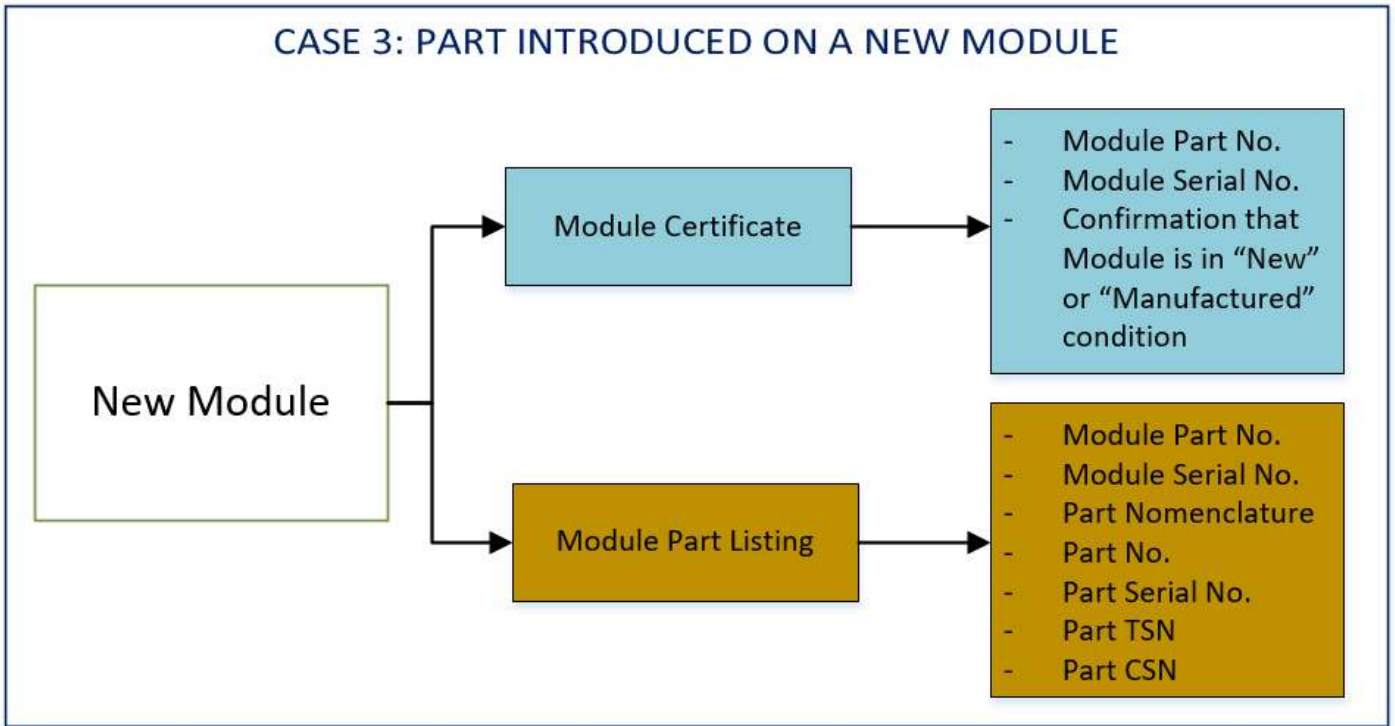 CASE 3: PART INTRODUCED ON A NEW MODULE
New Module
Module Certificate
- Module Part No.
- Module Serial No.
- Confirmation that
Module is in “New”
or “Manufactured”
condition
Module Part Listing
- Module Part No.
- Module Serial No.
- Part Nomenclature
- Part No.
- Part Serial No.
- Part TSN
- Part CSN